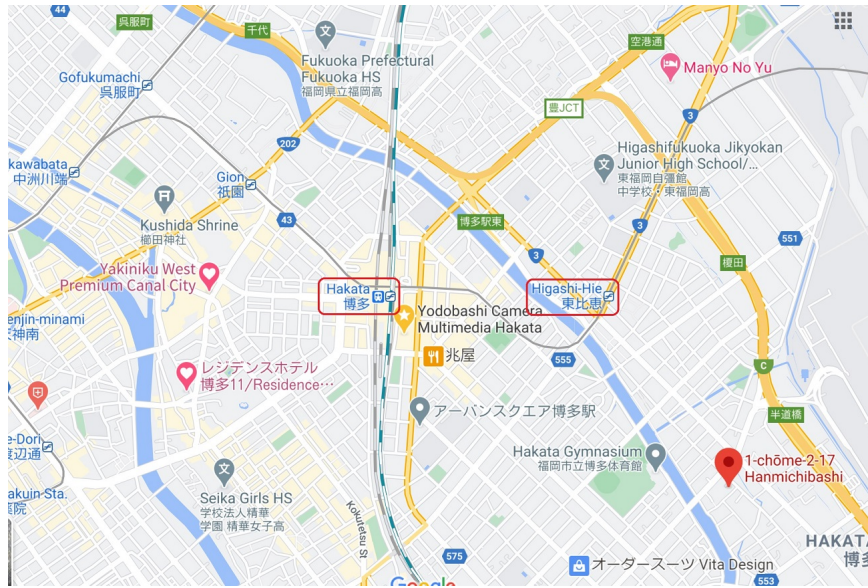 44
呉服町
千代
Fukuoka Prefectural
Fukuoka HS
福岡県立福岡高
空港通
Manyo No Yu
Gofukumachi
呉服町
豊JCT
3
202
kawabata
中洲川端
Gion
祇園
Higashifukuoka Jikyokan
Junior High School/...
東福岡自彊館
中学校・東福岡高
Kushida Shrine
櫛田神社
43
博多駅東
3
3
551
榎田
Yakiniku West
Premium Canal City
Hakata
博多
Higashi-Hie
東比恵
Yodobashi Camera
Multimedia Hakata
enjin-minami
天神南
兆屋
555
レジデンスホテル
博多11/Residence…
C
アーバンスクエア博多駅
半道橋
e-Dori
渡辺通
Hakata Gymnasium
福岡市立博多体育館
1-chōme-2-17
Hanmichibashi
akuin Sta.
薬院
Seika Girls HS
学校法人精華
学園 精華女子高
Kokutetsu St
575
オーダースーツ Vita Design
HAKATA
博多
553
Google